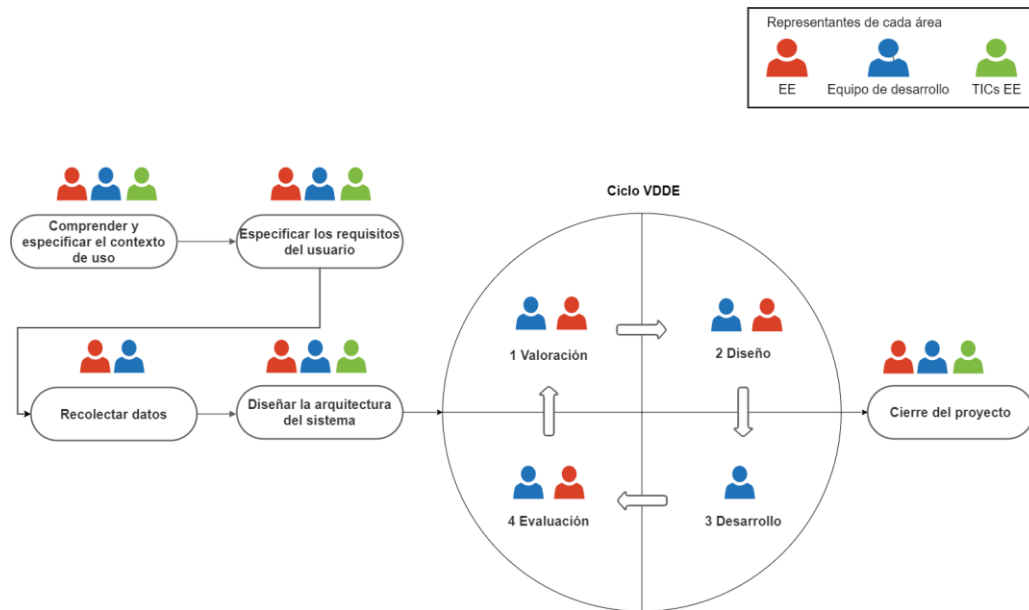 Representantes de cada área
EE
Equipo de desarrollo
TICs EE
Comprender y
especificar el contexto
de uso
Especificar los requisitos
del usuario
Recolectar datos
Diseñar la arquitectura
del sistema
Ciclo VDDE
1 Valoración
2 Diseño
4 Evaluación
3 Desarrollo
Cierre del proyecto